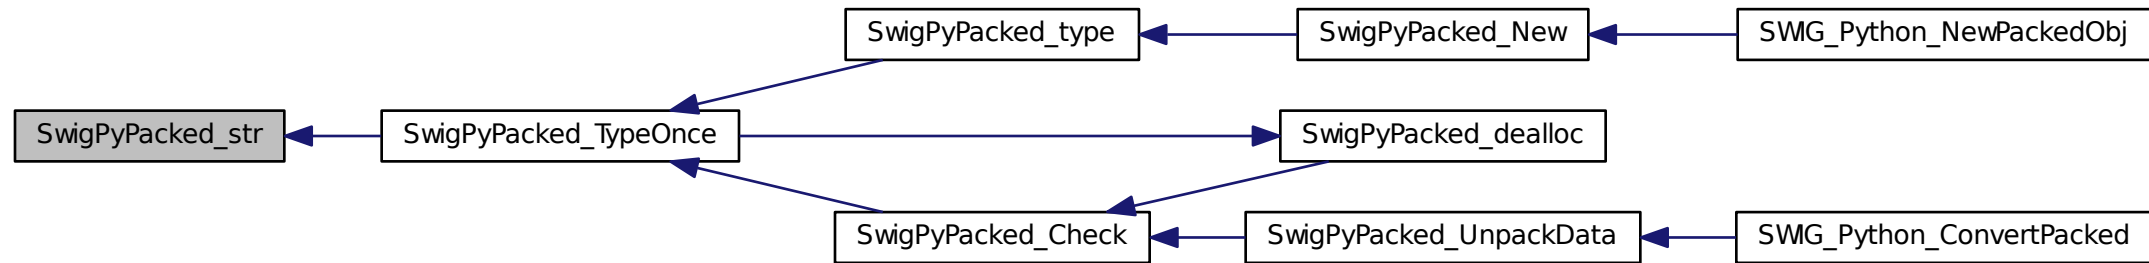 SwigPyPacked_type
SwigPyPacked_New
SWIG_Python_NewPackedObj
SwigPyPacked_str
SwigPyPacked_TypeOnce
SwigPyPacked_dealloc
SwigPyPacked_Check
SwigPyPacked_UnpackData
SWIG_Python_ConvertPacked